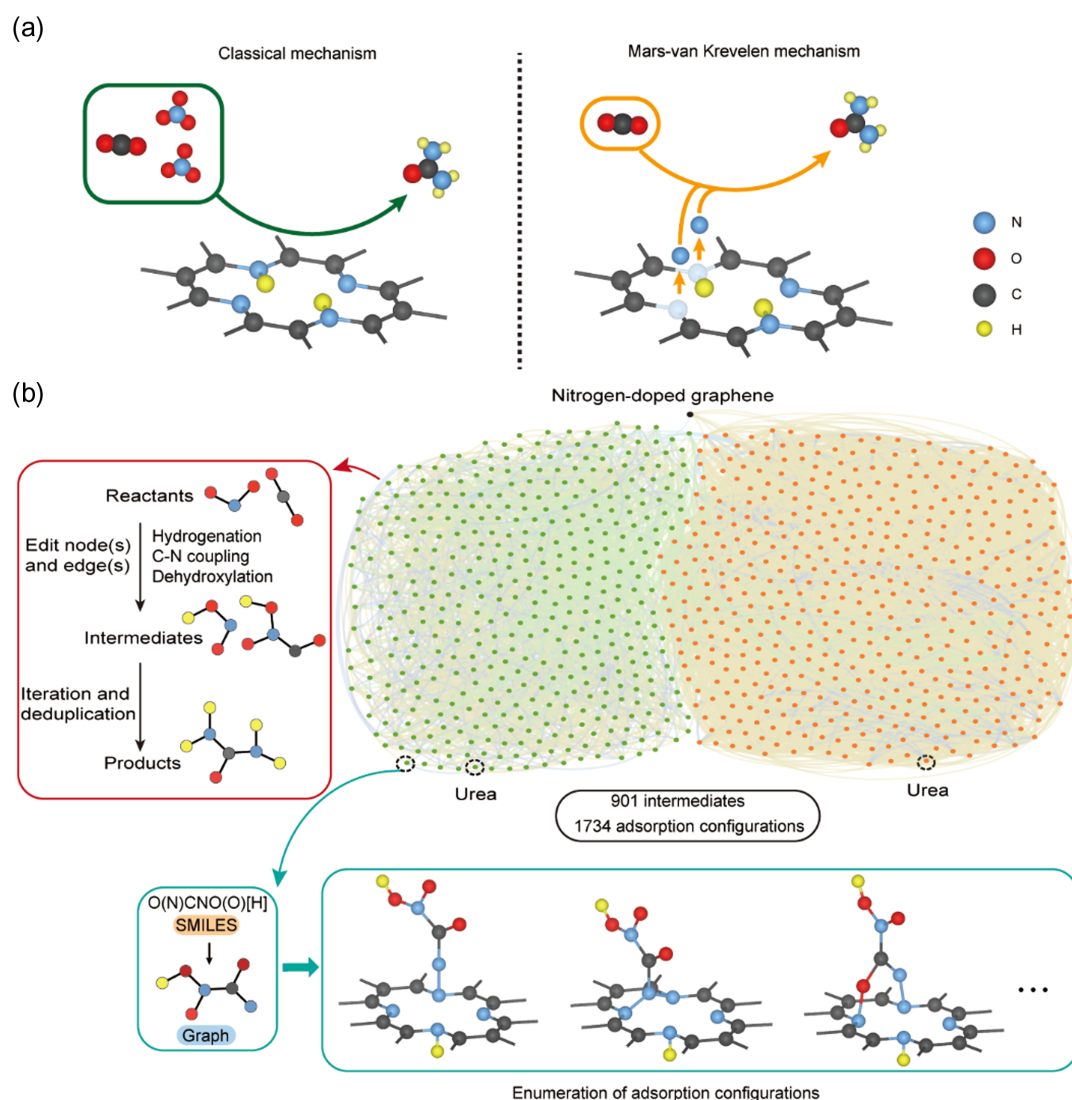 (a)
Classical mechanism
Mars-van Krevelen mechanism
N
O
C
H
(b)
Nitrogen-doped graphene
Reactants
Edit node(s)
and edge(s)
Hydrogenation
C-N coupling
Dehydroxylation
Intermediates
Iteration and
deduplication
Products
Urea
Urea
901 intermediates
1734 adsorption configurations
O(N)CNO(O)[H]
SMILES
Graph
...
Enumeration of adsorption configurations